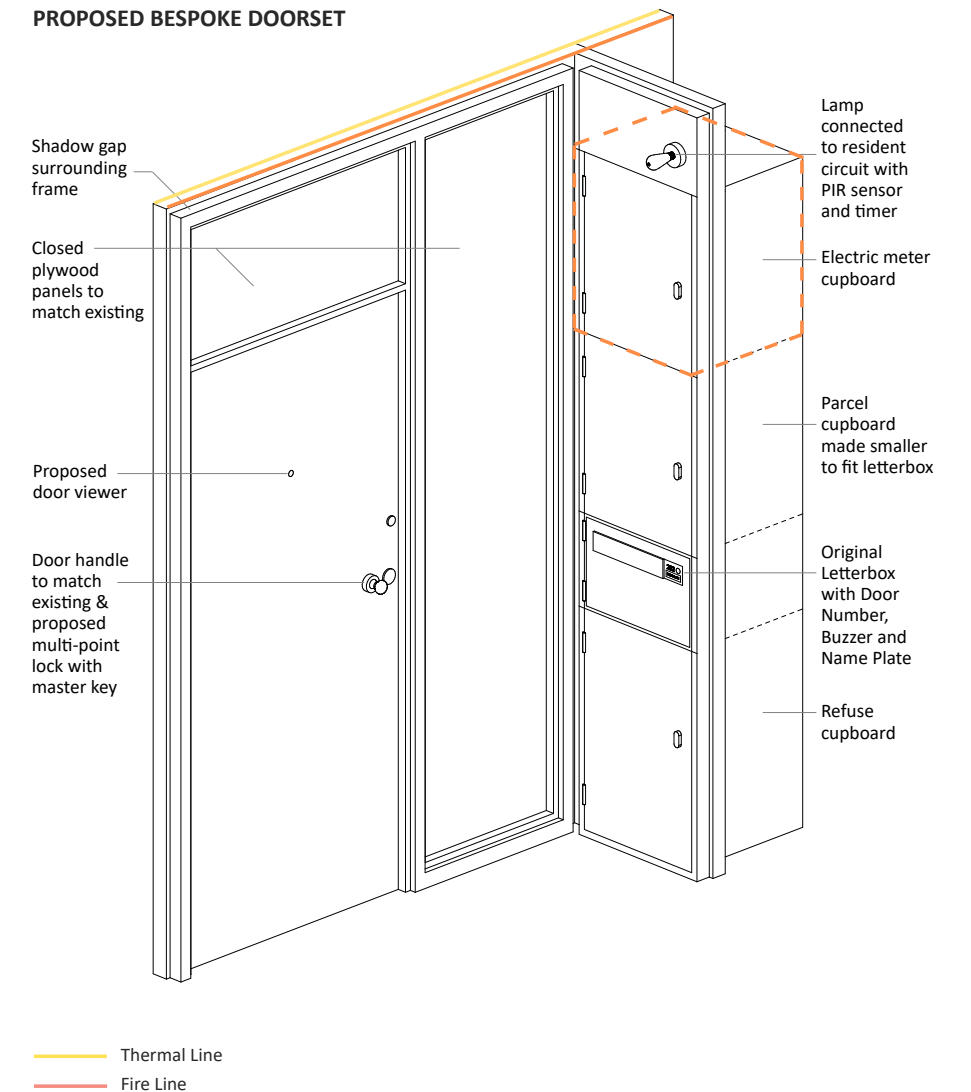 PROPOSED BESPOKE DOORSET
Shadow gap
surrounding
frame
Closed
plywood
panels to
match existing
Proposed
door viewer
Door handle
to match
existing &
proposed
multi-point
lock with
master key
Lamp
connected
to resident
circuit with
PIR sensor
and timer
Electric meter
cupboard
Parcel
cupboard
made smaller
to fit letterbox
Original
Letterbox
with Door
Number,
Buzzer and
Name Plate
Refuse
cupboard
Thermal Line
Fire Line